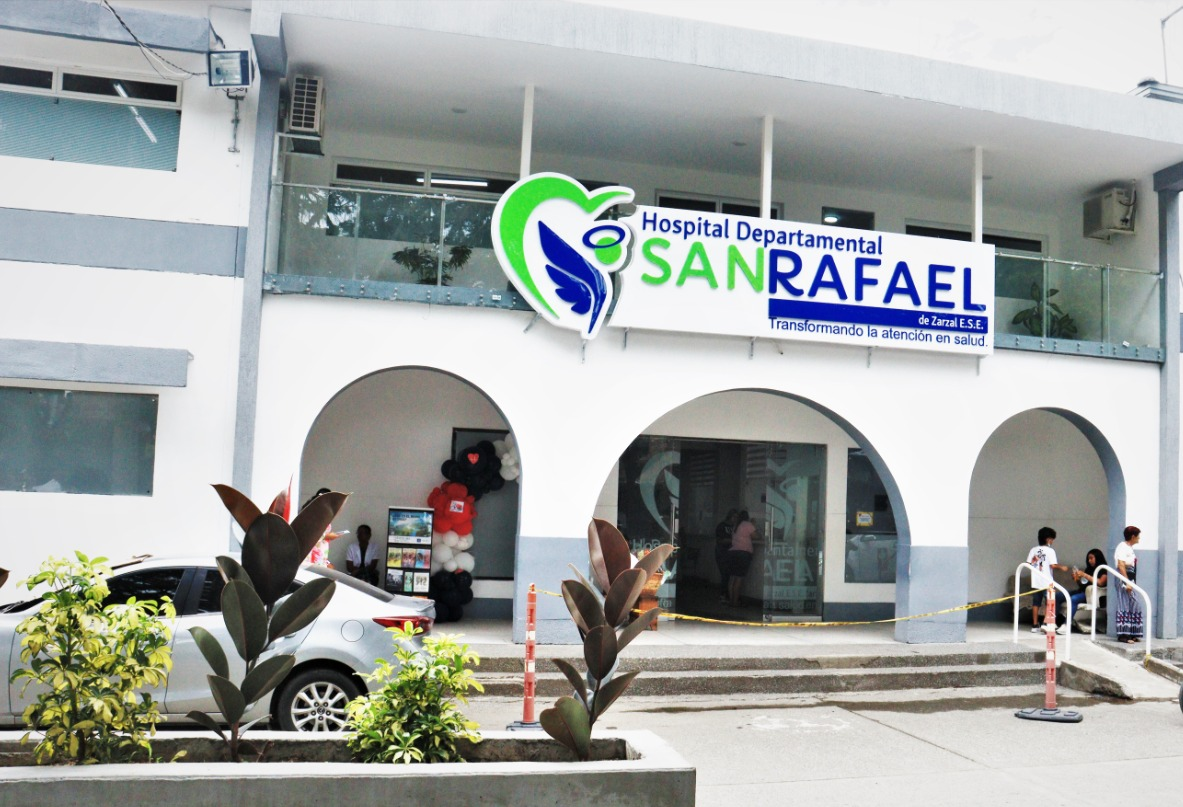 Hospital Departamental
SANRAFAEL
de Zarzal E.S.E.
Transformando la atención en salud.